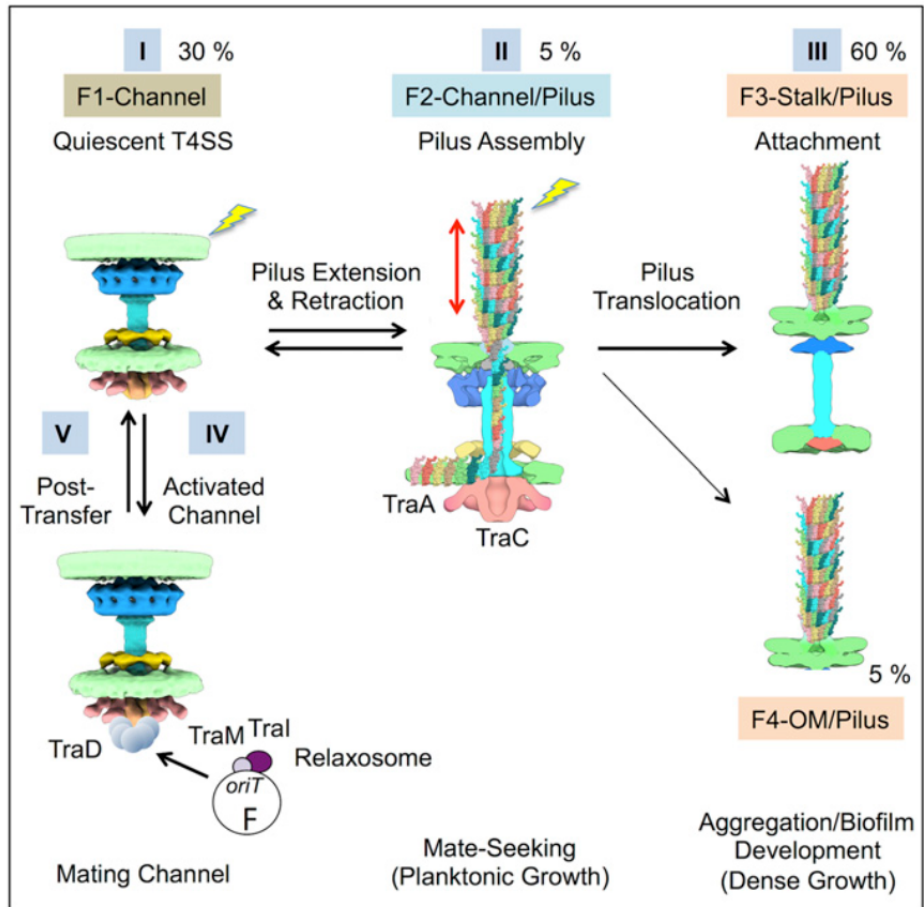 I 30 %
F1-Channel
Quiescent T4SS
II 5 %
F2-Channel/Pilus
Pilus Assembly
III 60 %
F3-Stalk/Pilus
Attachment
Pilus Extension
& Retraction
Pilus
Translocation
V
Post-
Transfer
IV
Activated
Channel
TraA
TraC
TraD
TraM
TraI
Relaxosome
oriT
F
5 %
F4-OM/Pilus
Mating Channel
Mate-Seeking
(Planktonic Growth)
Aggregation/Biofilm
Development
(Dense Growth)